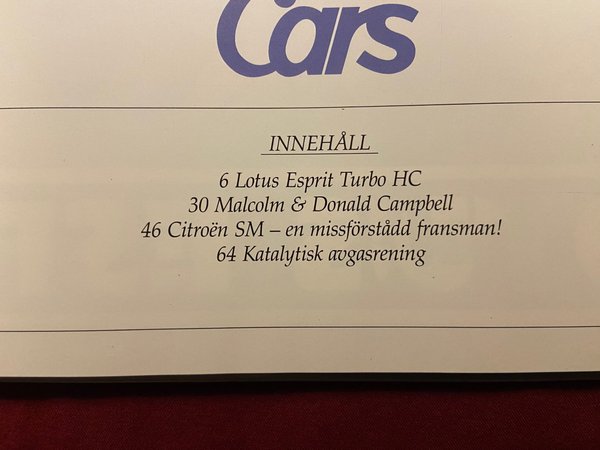 Cars
INNEHÅLL
6 Lotus Esprit Turbo HC
30 Malcolm & Donald Campbell
46 Citroën SM – en missförstådd fransman!
64 Katalytisk avgasrening